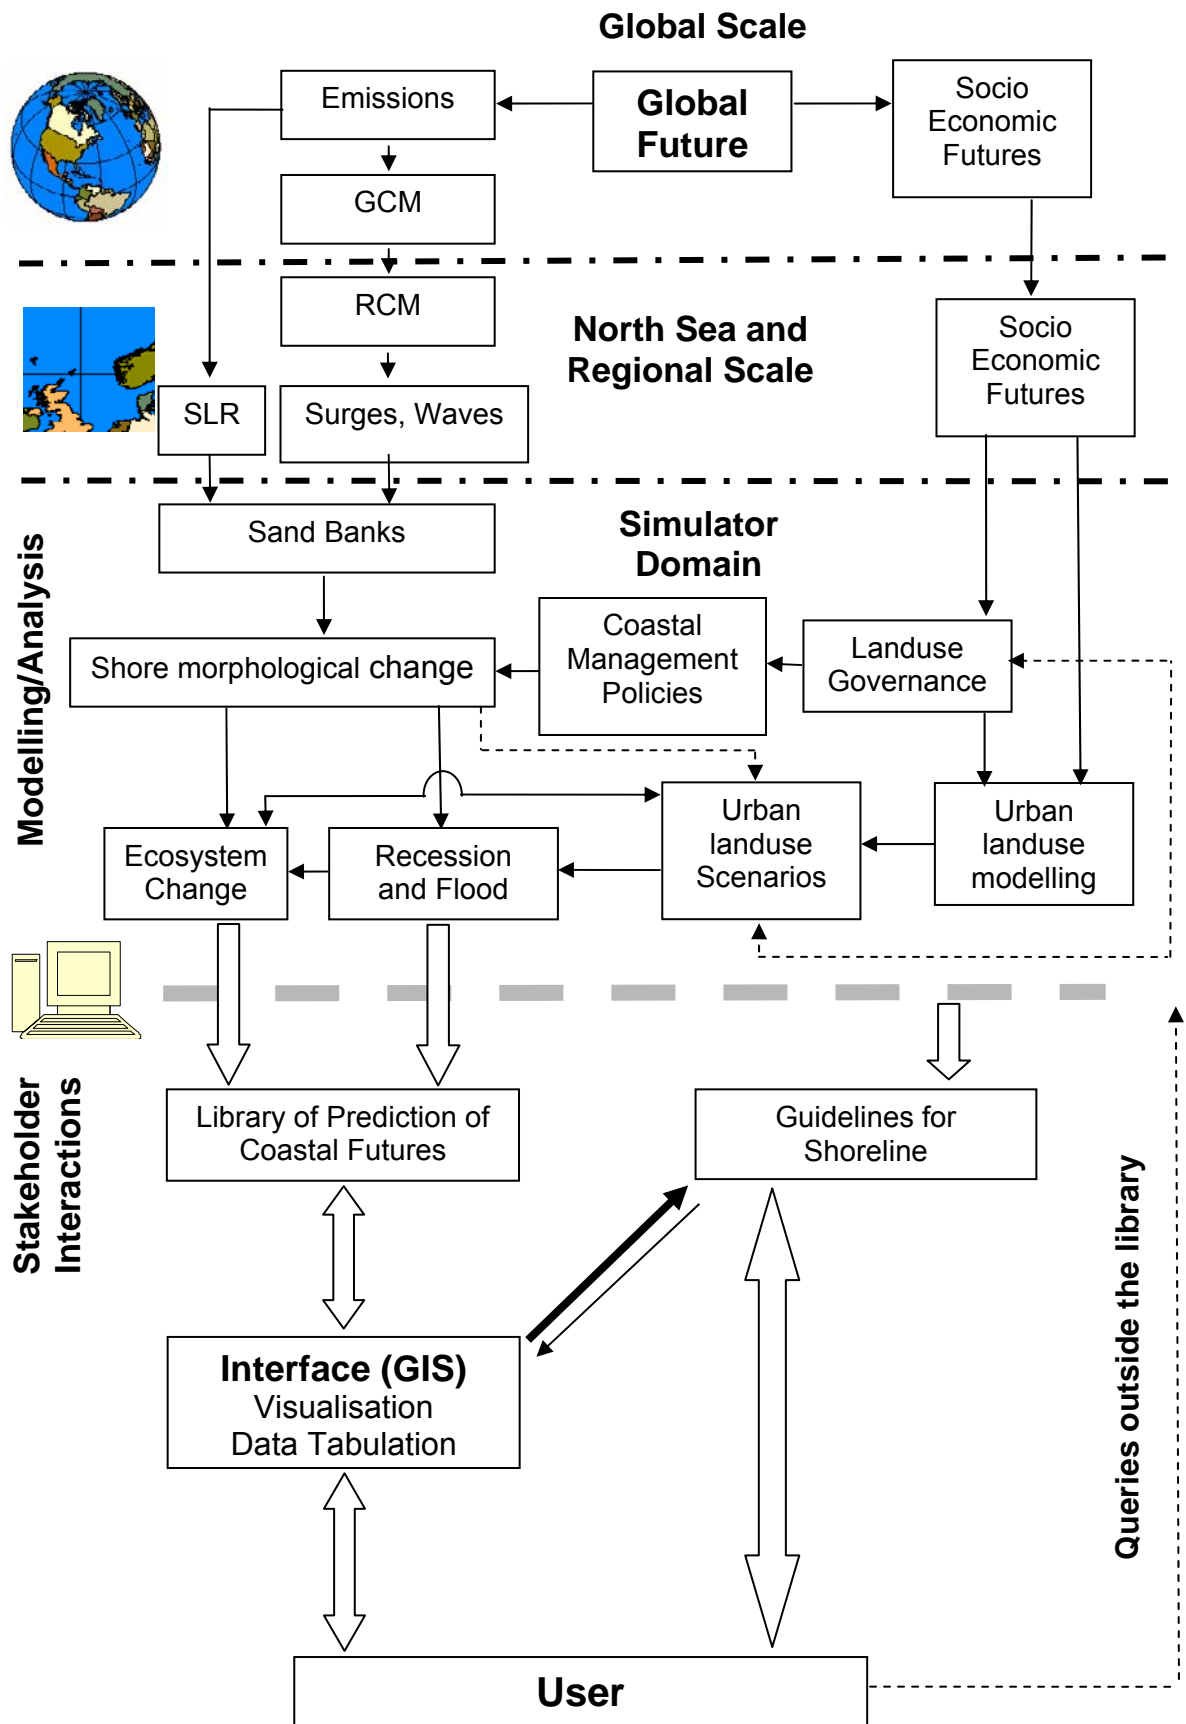 Global Scale
Emissions
Global
Future
Socio
Economic
Futures
GCM
RCM
North Sea and
Regional Scale
Socio
Economic
Futures
SLR
Surges, Waves
Sand Banks
Simulator
Domain
Modelling/Analysis
Shore morphological change
Coastal
Management
Policies
Landuse
Governance
Ecosystem
Change
Recession
and Flood
Urban
landuse
Scenarios
Urban
landuse
modelling
Stakeholder
Interactions
Library of Prediction of
Coastal Futures
Guidelines for
Shoreline
Queries outside the library
Interface (GIS)
Visualisation
Data Tabulation
User